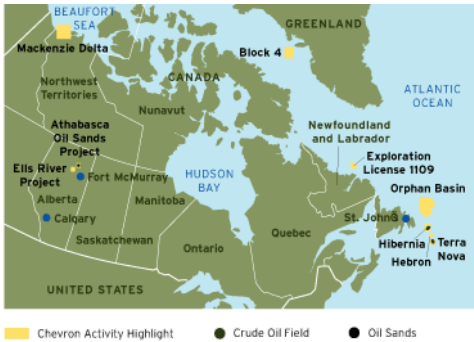 BEAUFORT
SEA
Mackenzie Delta
GREENLAND
Block 4
CANADA
Northwest
Territories
Nunavut
ATLANTIC
OCEAN
Athabasca
Oil Sands
Project
Newfoundland
and Labrador
Ells River
Project
Fort McMurray
HUDSON
BAY
Exploration
License 1109
Orphan Basin
Alberta
Manitoba
Calgary
St. John's
Saskatchewan
Ontario
Quebec
Hibernia
Terra
Nova
Hebron
UNITED STATES
Chevron Activity Highlight
Crude Oil Field
Oil Sands